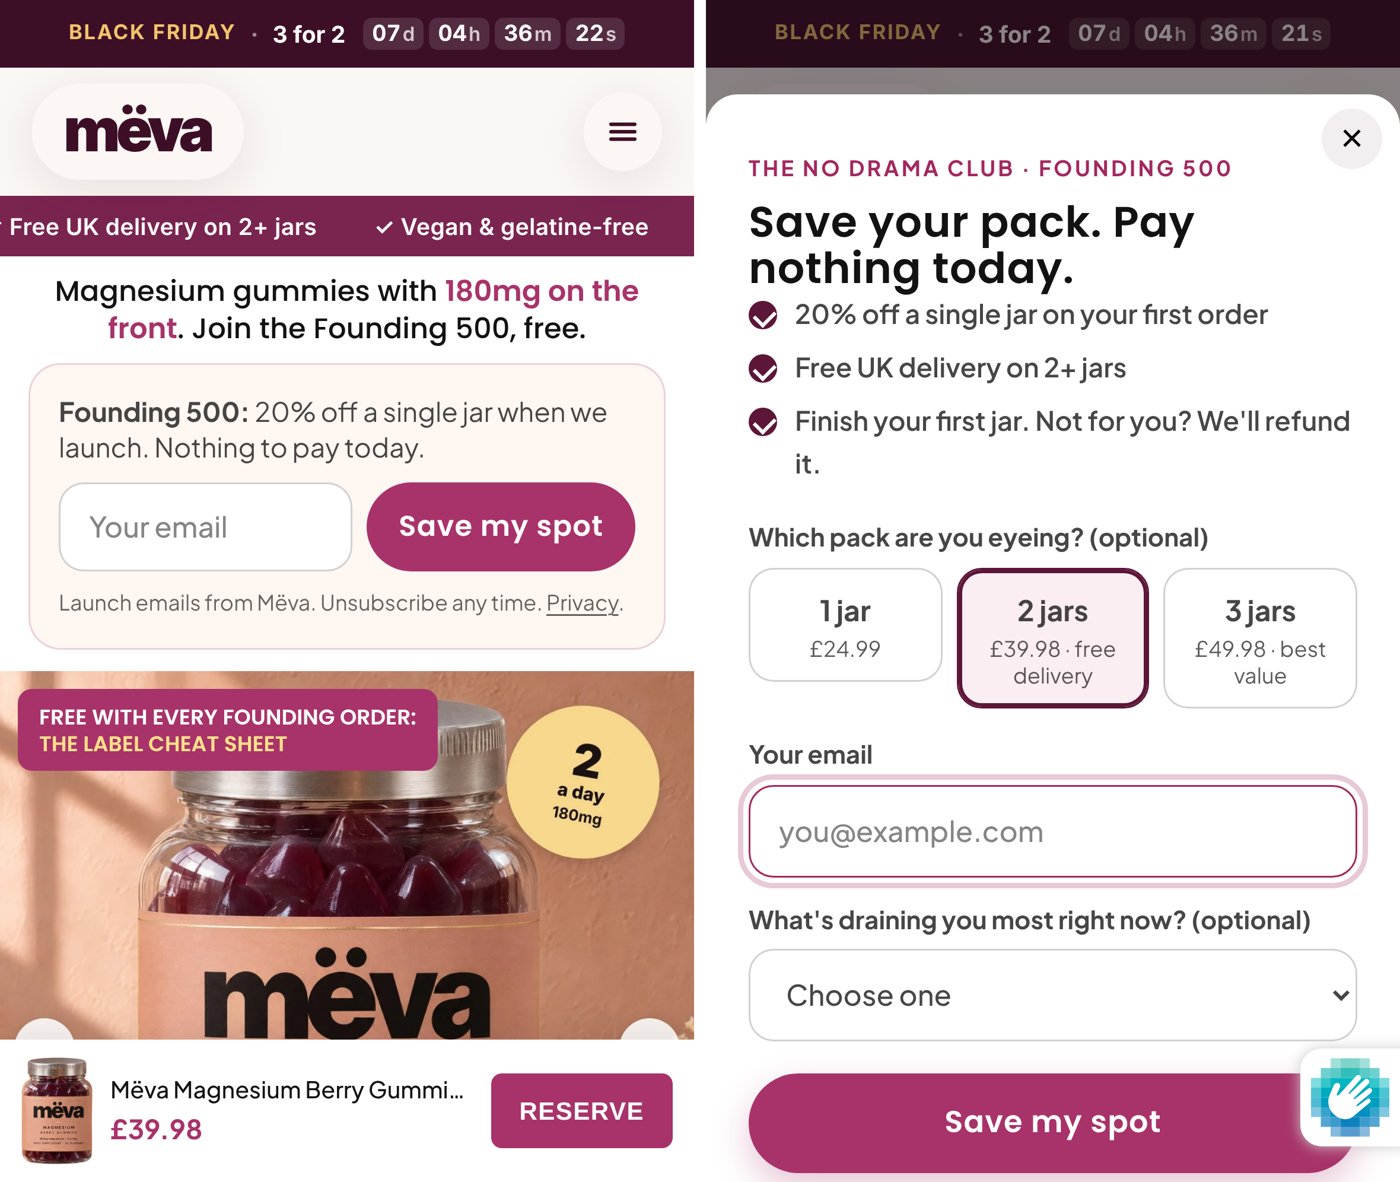 BLACK FRIDAY · 3 for 2 07d 04h 36m 22s
mëva
Free UK delivery on 2+ jars ✓ Vegan & gelatine-free
Magnesium gummies with 180mg on the
front. Join the Founding 500, free.
Founding 500: 20% off a single jar when we
launch. Nothing to pay today.
Your email
Save my spot
Launch emails from Mëva. Unsubscribe any time. Privacy.
FREE WITH EVERY FOUNDING ORDER:
THE LABEL CHEAT SHEET
2
a day
180mg
mëva
mëva
MAGNESIUM
Mëva Magnesium Berry Gummi...
£39.98
RESERVE
BLACK FRIDAY · 3 for 2 07d 04h 36m 21s
THE NO DRAMA CLUB · FOUNDING 500
Save your pack. Pay
nothing today.
20% off a single jar on your first order
Free UK delivery on 2+ jars
Finish your first jar. Not for you? We'll refund
it.
Which pack are you eyeing? (optional)
1 jar
£24.99
2 jars
£39.98 · free
delivery
3 jars
£49.98 · best
value
Your email
you@example.com
What's draining you most right now? (optional)
Choose one
Save my spot